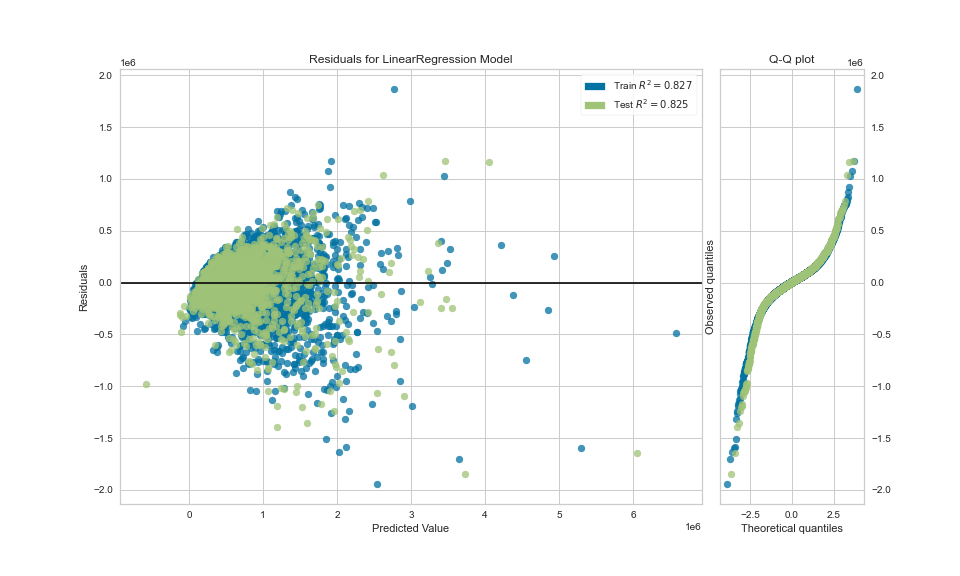 Residuals for LinearRegression Model
Q-Q plot
1e6
1e6
2.0
1.5
1.0
0.5
0.0
−0.5
−1.0
−1.5
−2.0
Residuals
Train R² = 0.827
Test R² = 0.825
0 1 2 3 4 5 6
1e6
Predicted Value
Observed quantiles
2.0
1.5
1.0
0.5
0.0
−0.5
−1.0
−1.5
−2.0
−2.5 0.0 2.5
Theoretical quantiles